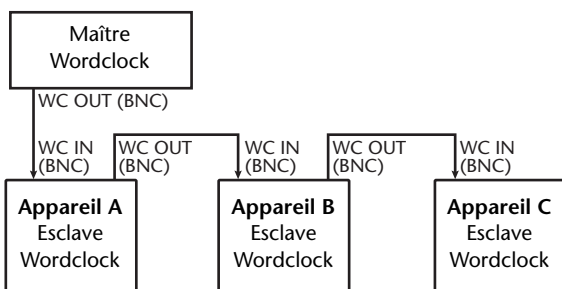 Maître
Wordclock
WC OUT (BNC)
WC IN
(BNC)
WC OUT
(BNC)
WC IN
(BNC)
WC OUT
(BNC)
WC IN
(BNC)
Appareil A
Esclave
Wordclock
Appareil B
Esclave
Wordclock
Appareil C
Esclave
Wordclock